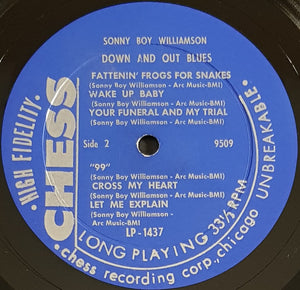 SONNY BOY WILLIAMSON
DOWN AND OUT BLUES
FATTENIN' FROGS FOR SNAKES
(Sonny Boy Williamson - Arc Music-BMI)
WAKE UP BABY
(Sonny Boy Williamson - Arc Music-BMI)
YOUR FUNERAL AND MY TRIAL
(Sonny Boy Williamson - Arc Music-BMI)
Side 2 9509
"99"
(Sonny Boy Williamson - Arc Music-BMI)
CROSS MY HEART
(Sonny Boy Williamson - Arc Music-BMI)
LET ME EXPLAIN
(Sonny Boy Williamson - Arc Music-
BMI)
LP-1437
• HIGH FIDELITY •
CHESS
LONG PLAYING 33⅓ RPM
UNBREAKABLE •
• chess recording corp., chicago